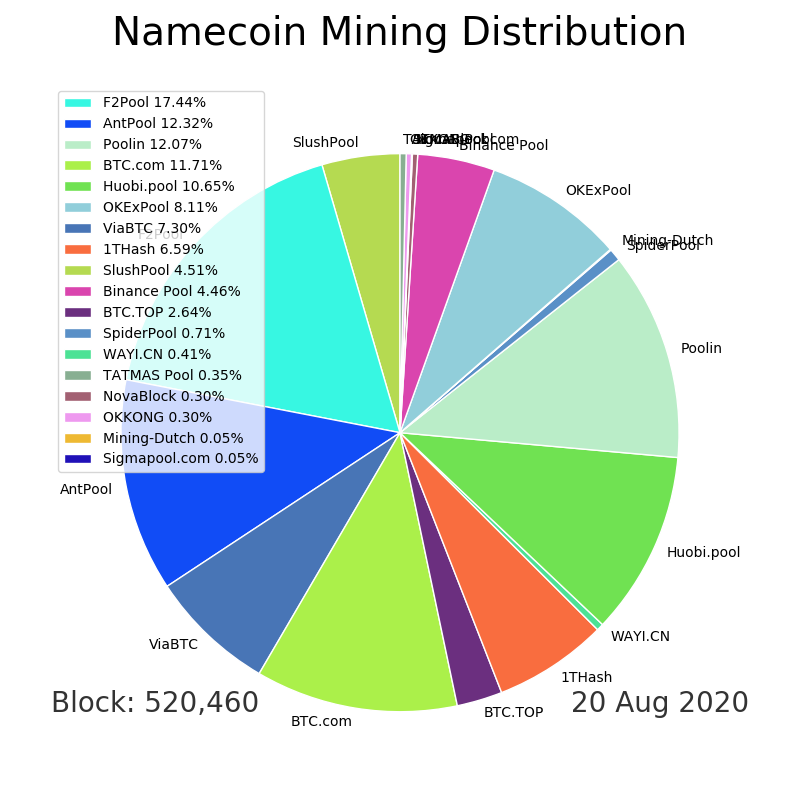 Namecoin Mining Distribution
F2Pool 17.44%
AntPool 12.32%
Poolin 12.07%
BTC.com 11.71%
Huobi.pool 10.65%
OKExPool 8.11%
ViaBTC 7.30%
1THash 6.59%
SlushPool 4.51%
Binance Pool 4.46%
BTC.TOP 2.64%
SpiderPool 0.71%
WAYI.CN 0.41%
TATMAS Pool 0.35%
NovaBlock 0.30%
OKKONG 0.30%
Mining-Dutch 0.05%
Sigmapool.com 0.05%
SlushPool
Binance Pool
OKExPool
Mining-Dutch
SpiderPool
F2Pool
Poolin
AntPool
Huobi.pool
ViaBTC
WAYI.CN
1THash
BTC.TOP
BTC.com
Block: 520,460
20 Aug 2020